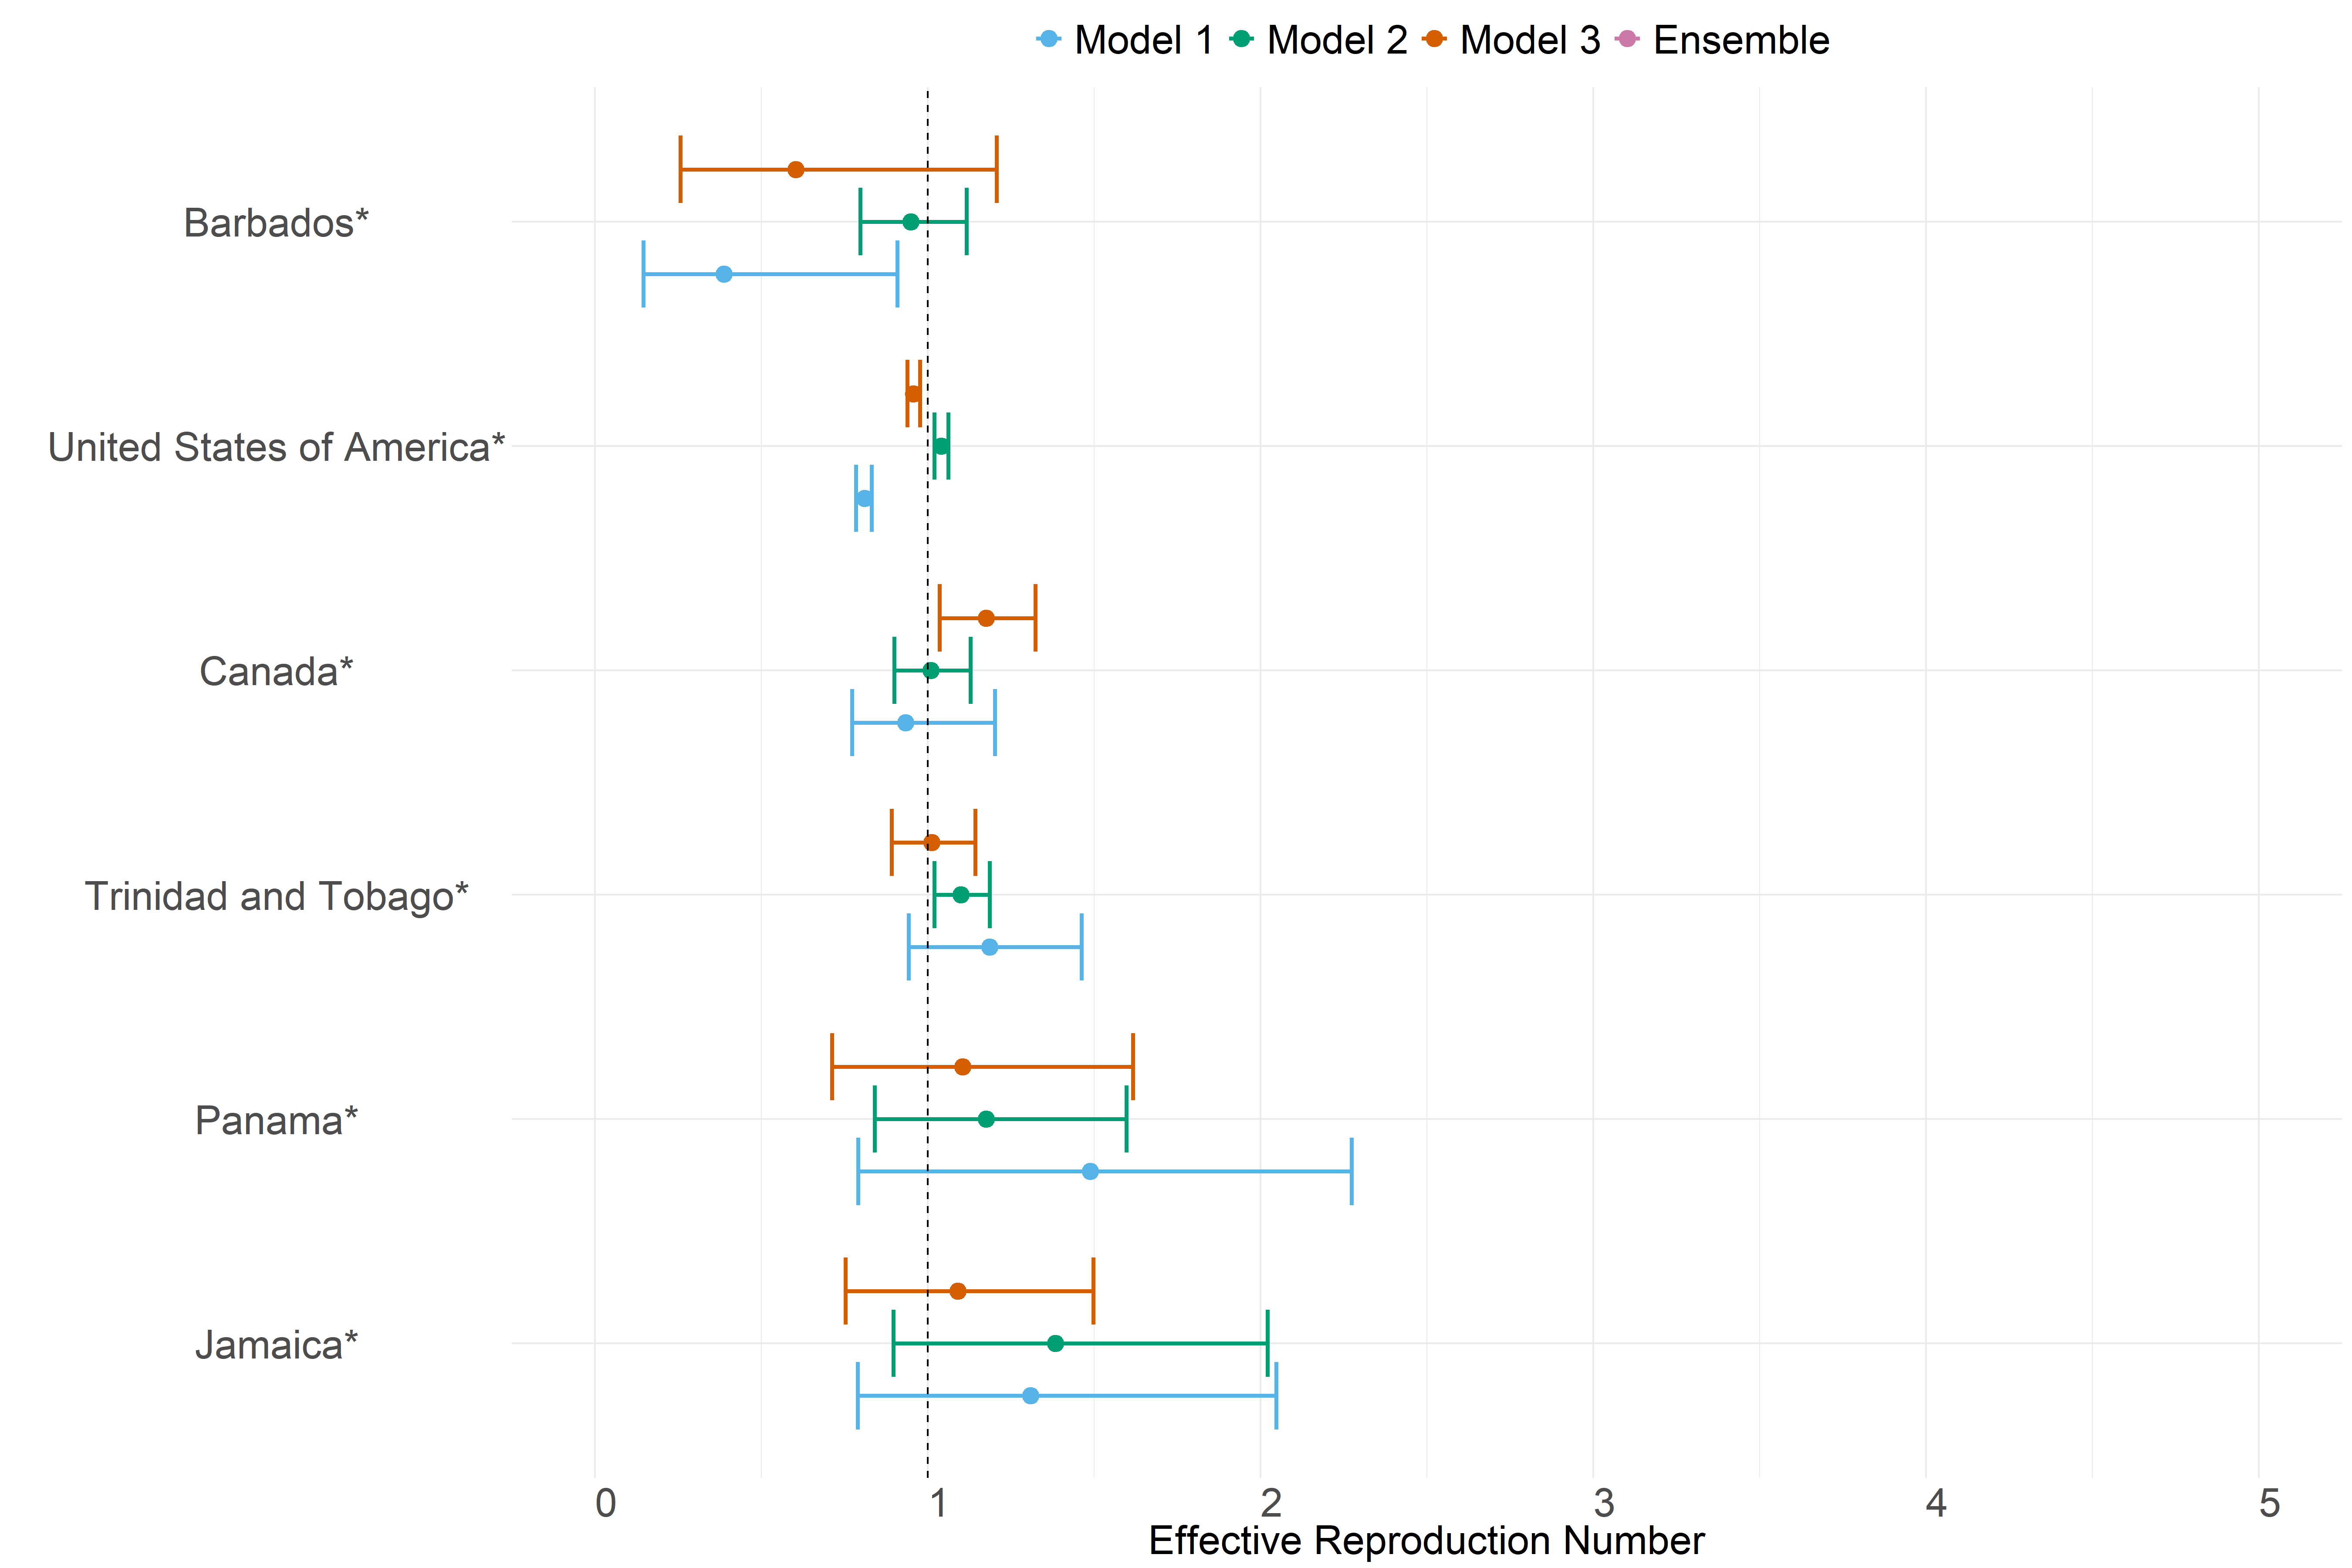 Model 1 Model 2 Model 3 Ensemble
Barbados*
United States of America*
Canada*
Trinidad and Tobago*
Panama*
Jamaica*
0 1 2 3 4 5
Effective Reproduction Number